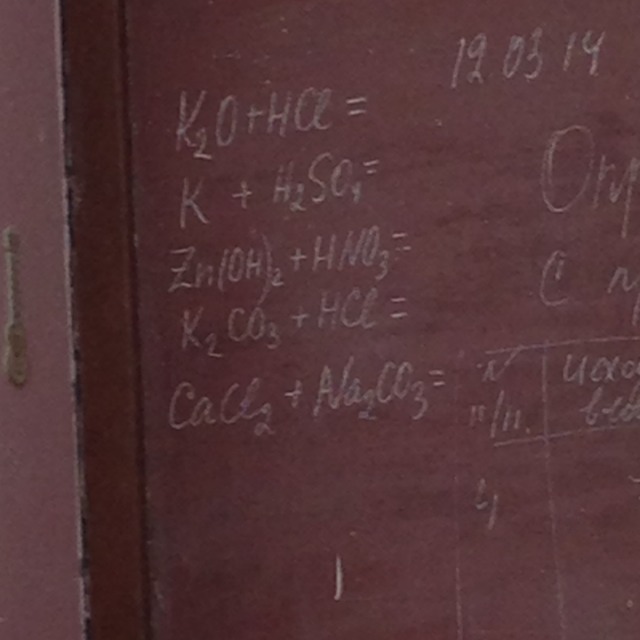 19.03.14
K₂O+HCl =
K + H₂SO₄=
Zn(OH)₂+HNO₃=
K₂CO₃+HCl=
CaCl₂+Na₂CO₃=
С
п/п.